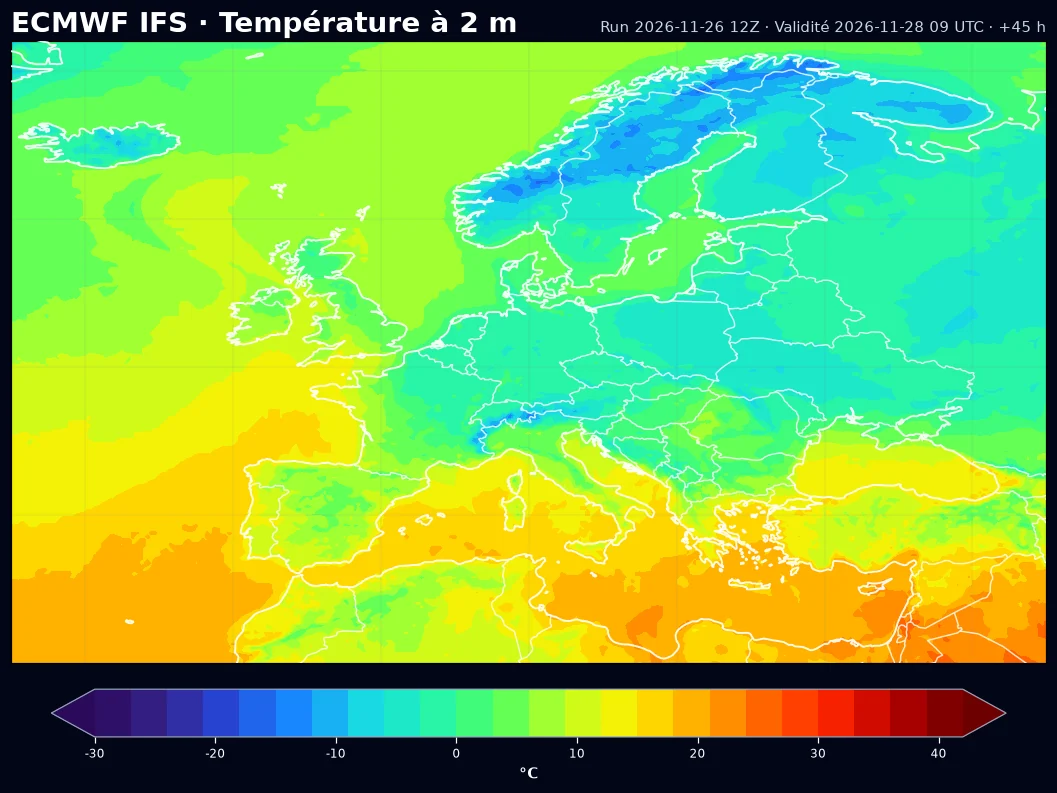 ECMWF IFS · Température à 2 m
Run 2026-11-26 12Z · Validité 2026-11-28 09 UTC · +45 h
-30 -20 -10 0 10 20 30 40
°C